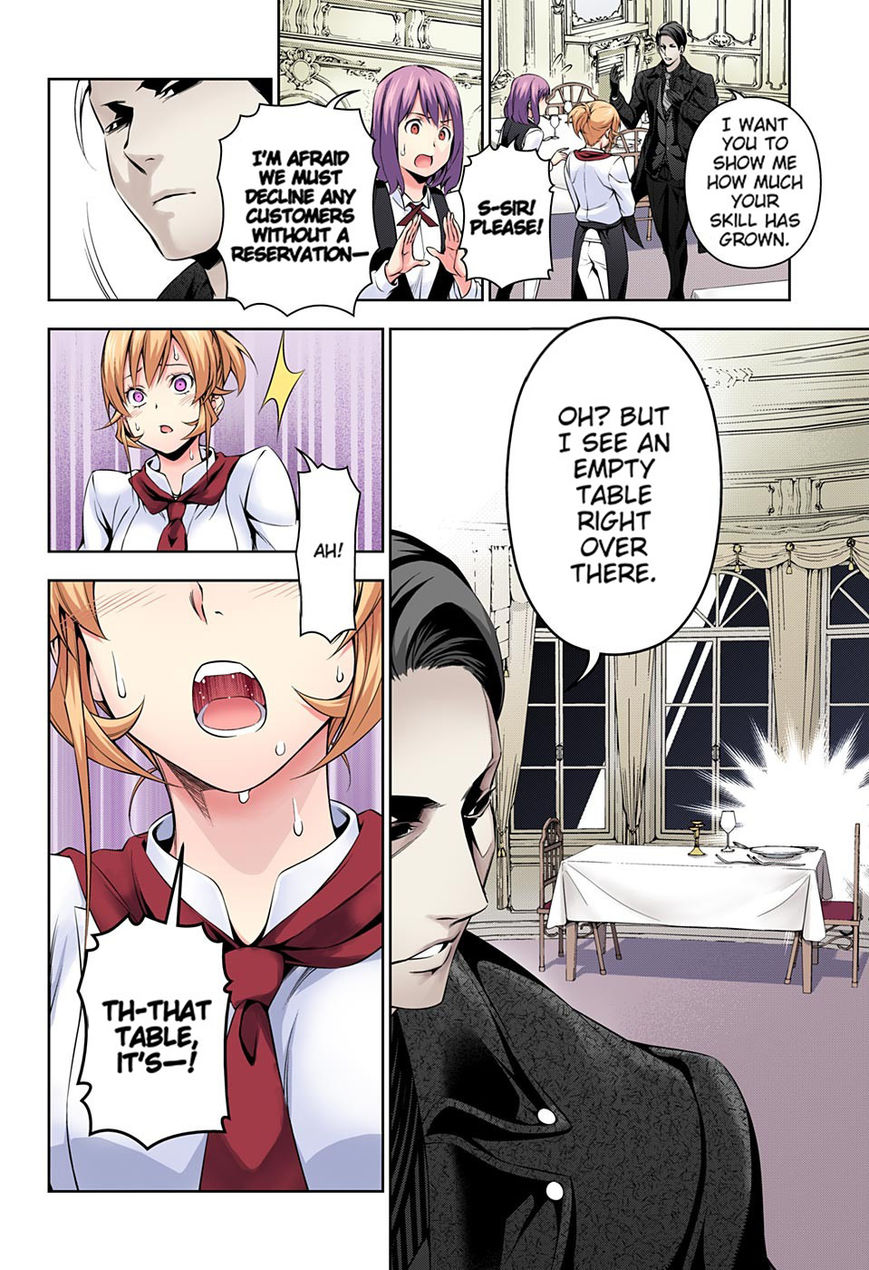 I WANT
YOU TO
SHOW ME
HOW MUCH
YOUR
SKILL HAS
GROWN.
S-SIR!
PLEASE!
I'M AFRAID
WE MUST
DECLINE ANY
CUSTOMERS
WITHOUT A
RESERVATION—
OH? BUT
I SEE AN
EMPTY
TABLE
RIGHT
OVER
THERE.
AH!
TH-THAT
TABLE,
IT'S—!